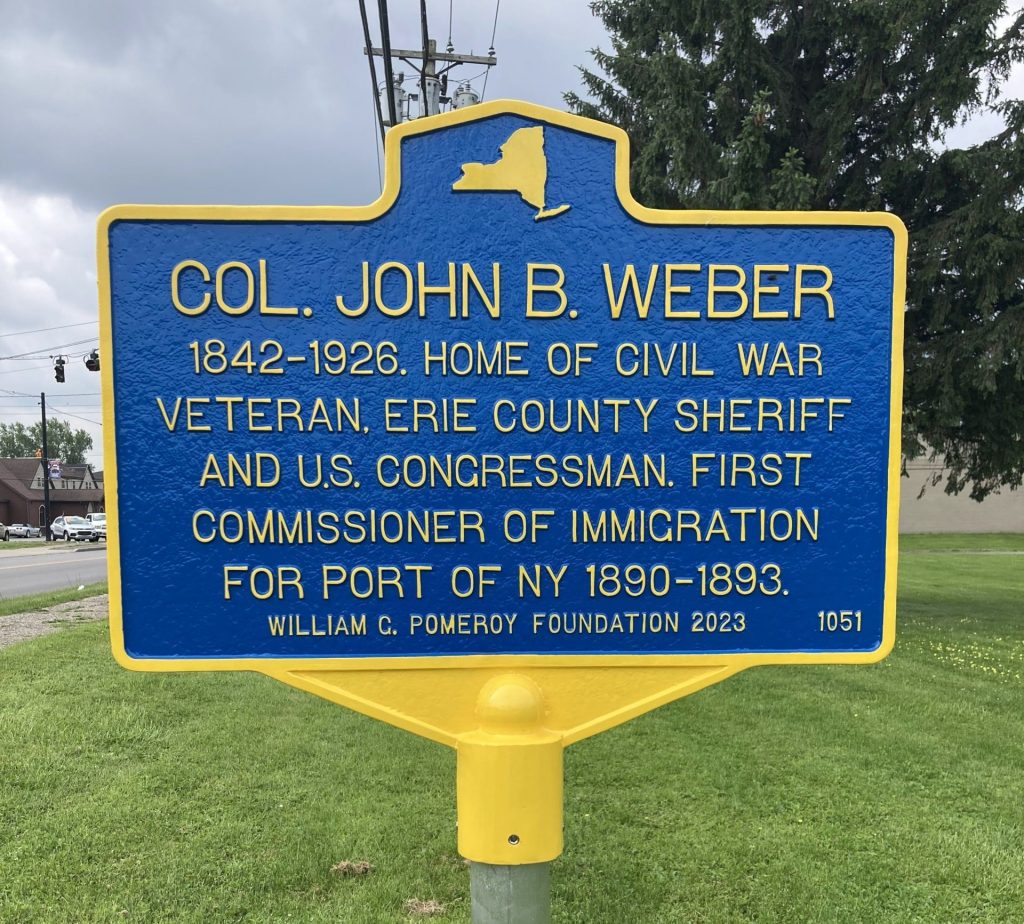 COL. JOHN B. WEBER
1842-1926. HOME OF CIVIL WAR
VETERAN, ERIE COUNTY SHERIFF
AND U.S. CONGRESSMAN. FIRST
COMMISSIONER OF IMMIGRATION
FOR PORT OF NY 1890-1893.
WILLIAM G. POMEROY FOUNDATION 2023 1051